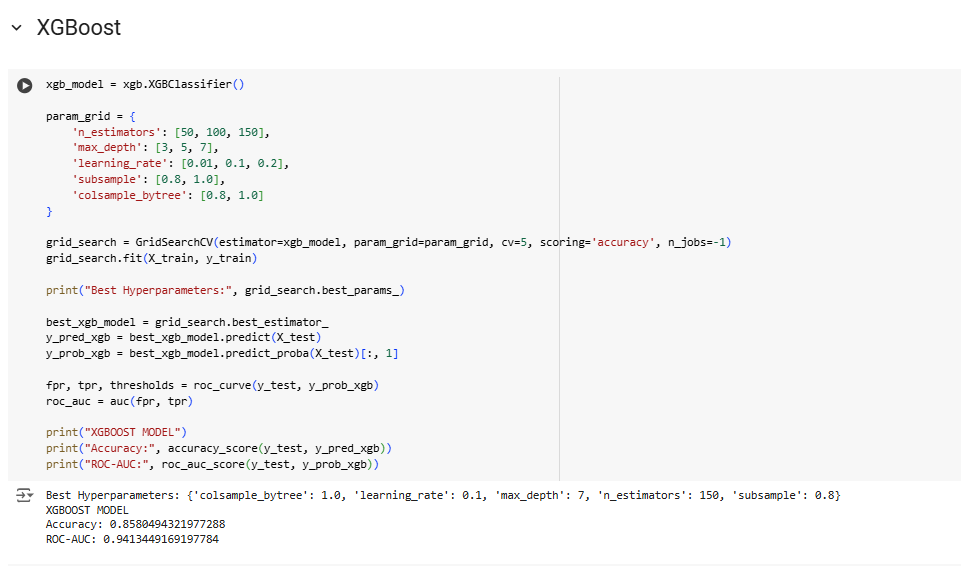 XGBoost
xgb_model = xgb.XGBClassifier()
param_grid = {
    'n_estimators': [50, 100, 150],
    'max_depth': [3, 5, 7],
    'learning_rate': [0.01, 0.1, 0.2],
    'subsample': [0.8, 1.0],
    'colsample_bytree': [0.8, 1.0]
}
grid_search = GridSearchCV(estimator=xgb_model, param_grid=param_grid, cv=5, scoring='accuracy', n_jobs=-1)
grid_search.fit(X_train, y_train)
print("Best Hyperparameters:", grid_search.best_params_)
best_xgb_model = grid_search.best_estimator_
y_pred_xgb = best_xgb_model.predict(X_test)
y_prob_xgb = best_xgb_model.predict_proba(X_test)[:, 1]
fpr, tpr, thresholds = roc_curve(y_test, y_prob_xgb)
roc_auc = auc(fpr, tpr)
print("XGBOOST MODEL")
print("Accuracy:", accuracy_score(y_test, y_pred_xgb))
print("ROC-AUC:", roc_auc_score(y_test, y_prob_xgb))
Best Hyperparameters: {'colsample_bytree': 1.0, 'learning_rate': 0.1, 'max_depth': 7, 'n_estimators': 150, 'subsample': 0.8}
XGBOOST MODEL
Accuracy: 0.8580494321977288
ROC-AUC: 0.9413449169197784